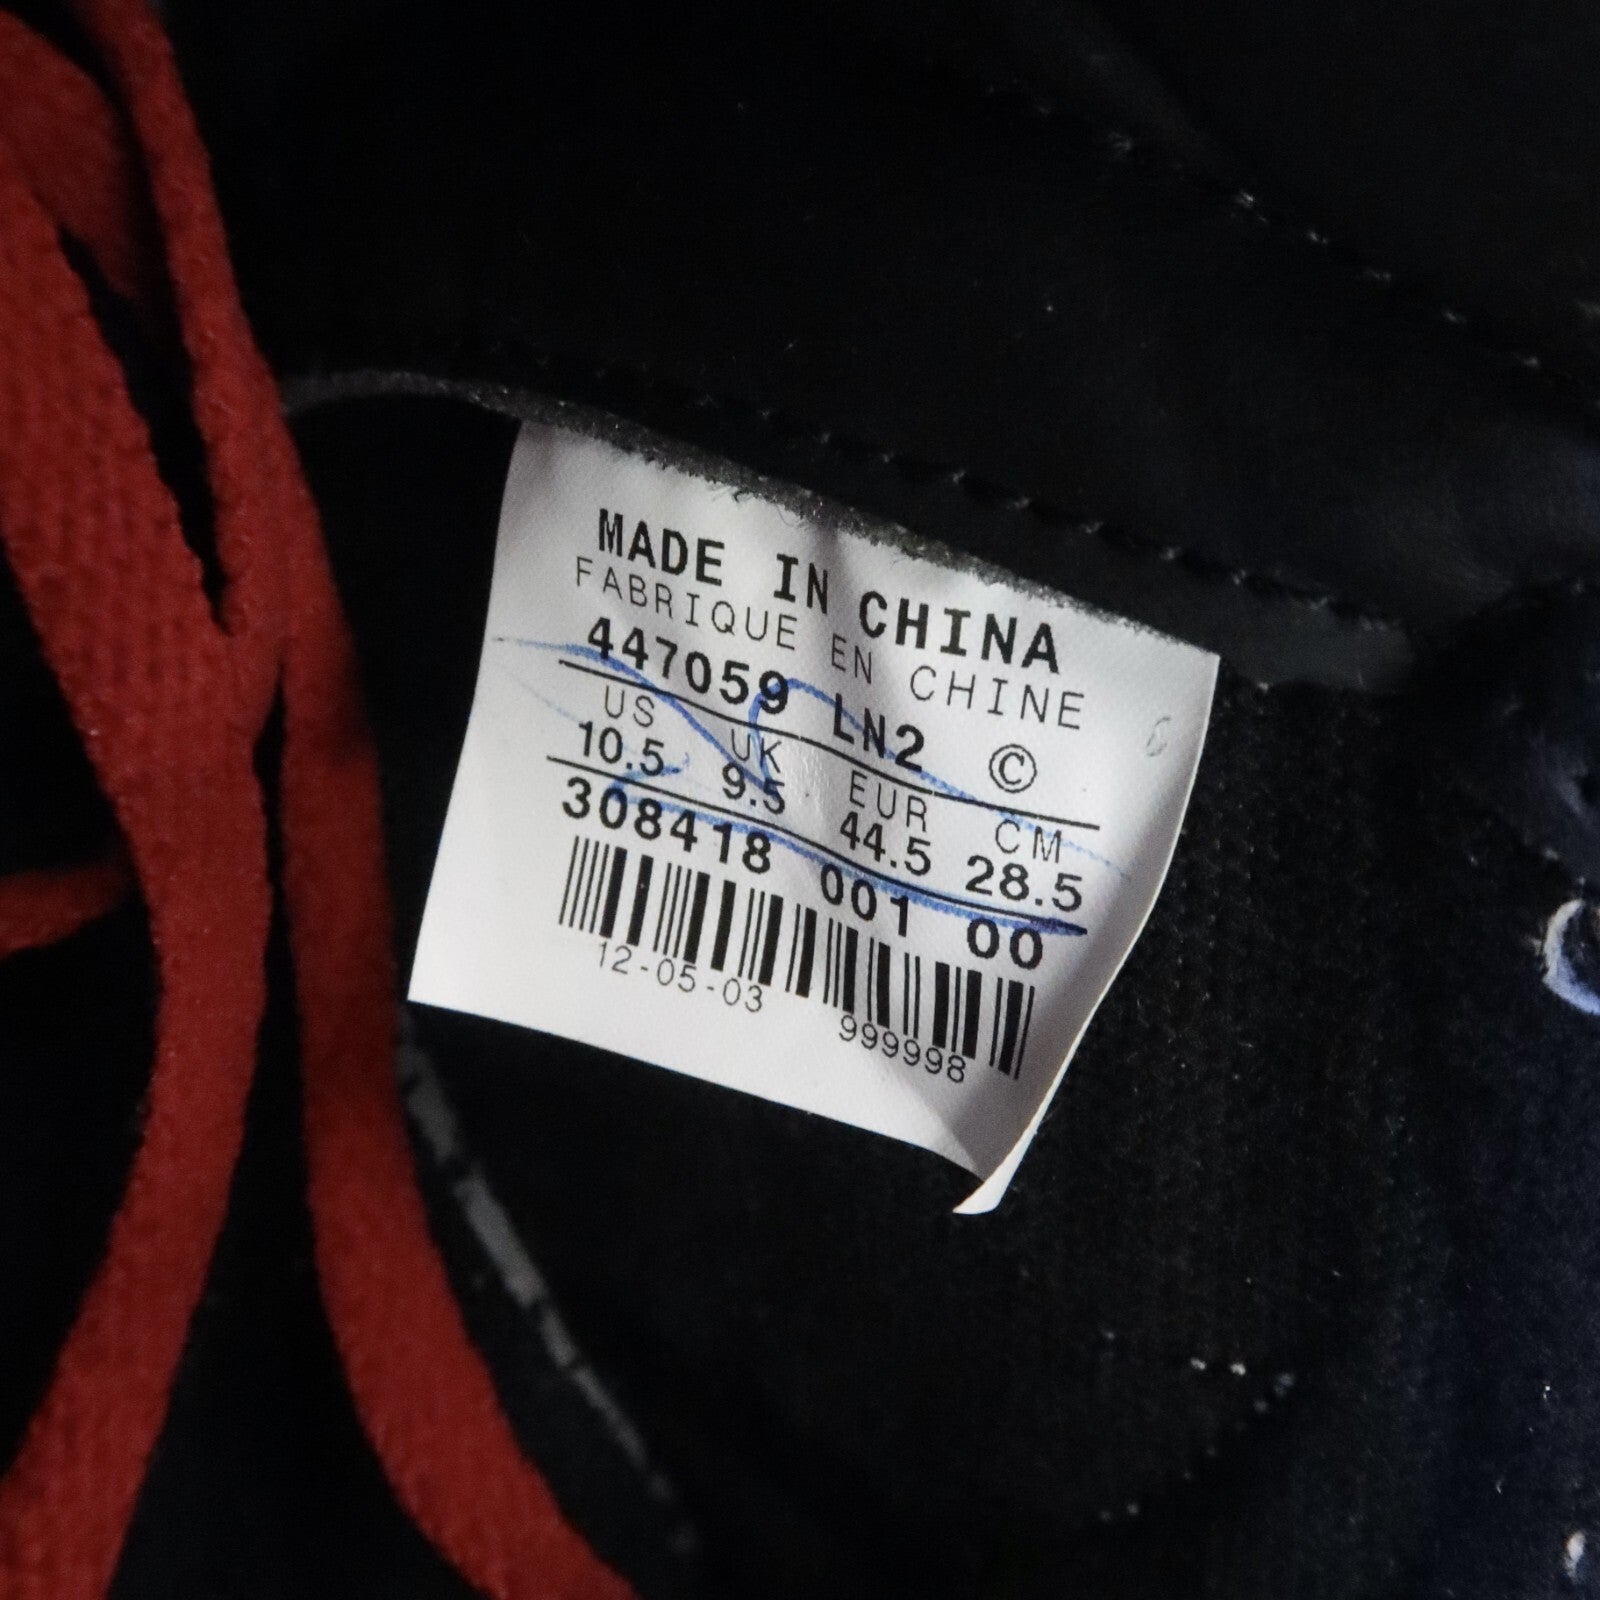 MADE IN CHINA
FABRIQUE EN CHINE
447059 LN2 ©
US UK EUR CM
10.5 9.5 44.5 28.5
308418 001 00
12-05-03 999998